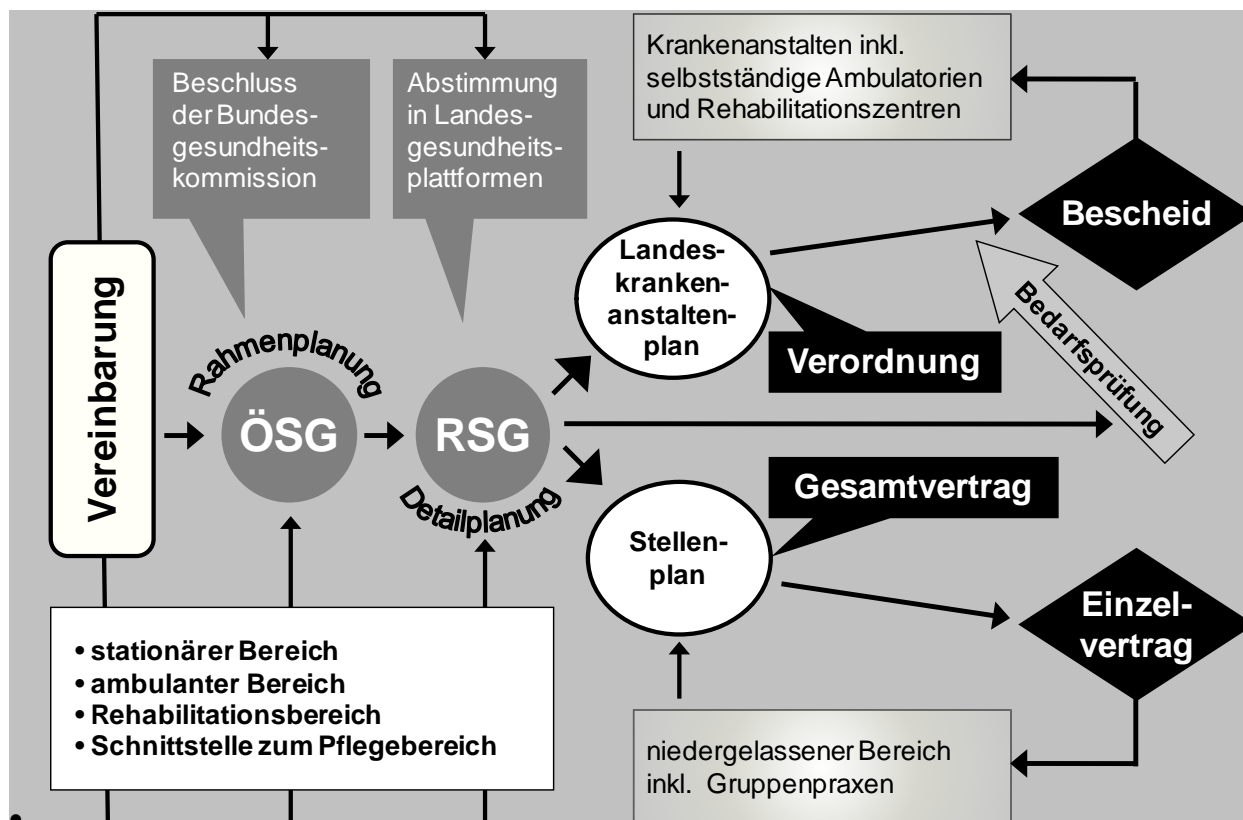 Beschluss
der Bundes-
gesundheits-
kommission
Abstimmung
in Landes-
gesundheits-
plattformen
Krankenanstalten inkl.
selbstständige Ambulatorien
und Rehabilitationszentren
Bescheid
Landes-
kranken-
anstalten-
plan
Verordnung
Bedarfsprüfung
Vereinbarung
Rahmenplanung
ÖSG
RSG
Detailplanung
Gesamtvertrag
Stellen-
plan
Einzel-
vertrag
• stationärer Bereich
• ambulanter Bereich
• Rehabilitationsbereich
• Schnittstelle zum Pflegebereich
niedergelassener Bereich
inkl. Gruppenpraxen